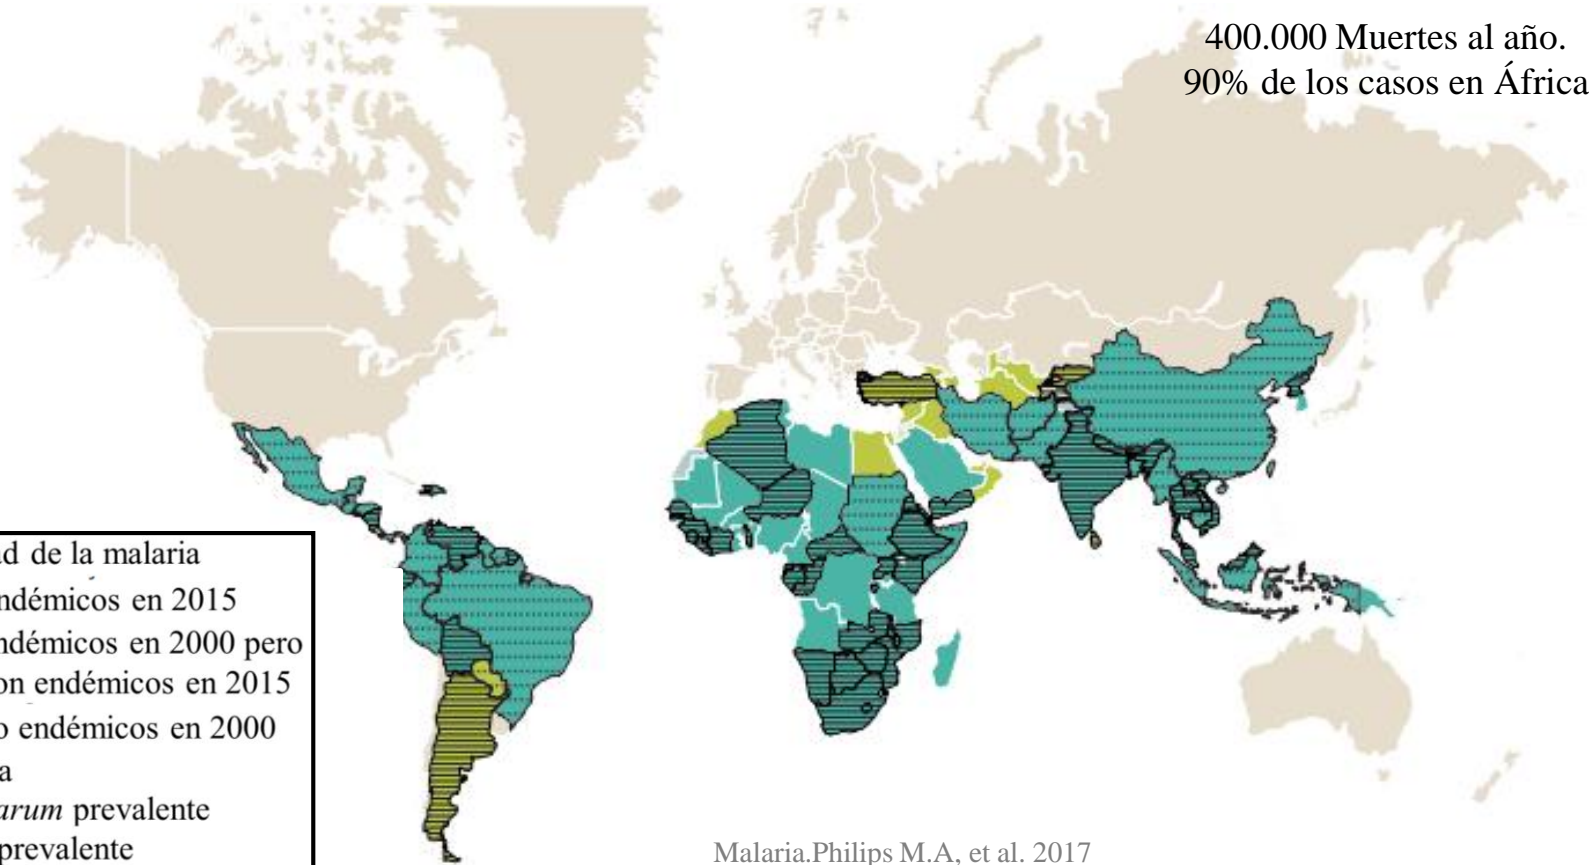 400.000 Muertes al año.
90% de los casos en África
ad de la malaria
ndémicos en 2015
ndémicos en 2000 pero
on endémicos en 2015
o endémicos en 2000
a
arum prevalente
prevalente
Malaria.Philips M.A, et al. 2017